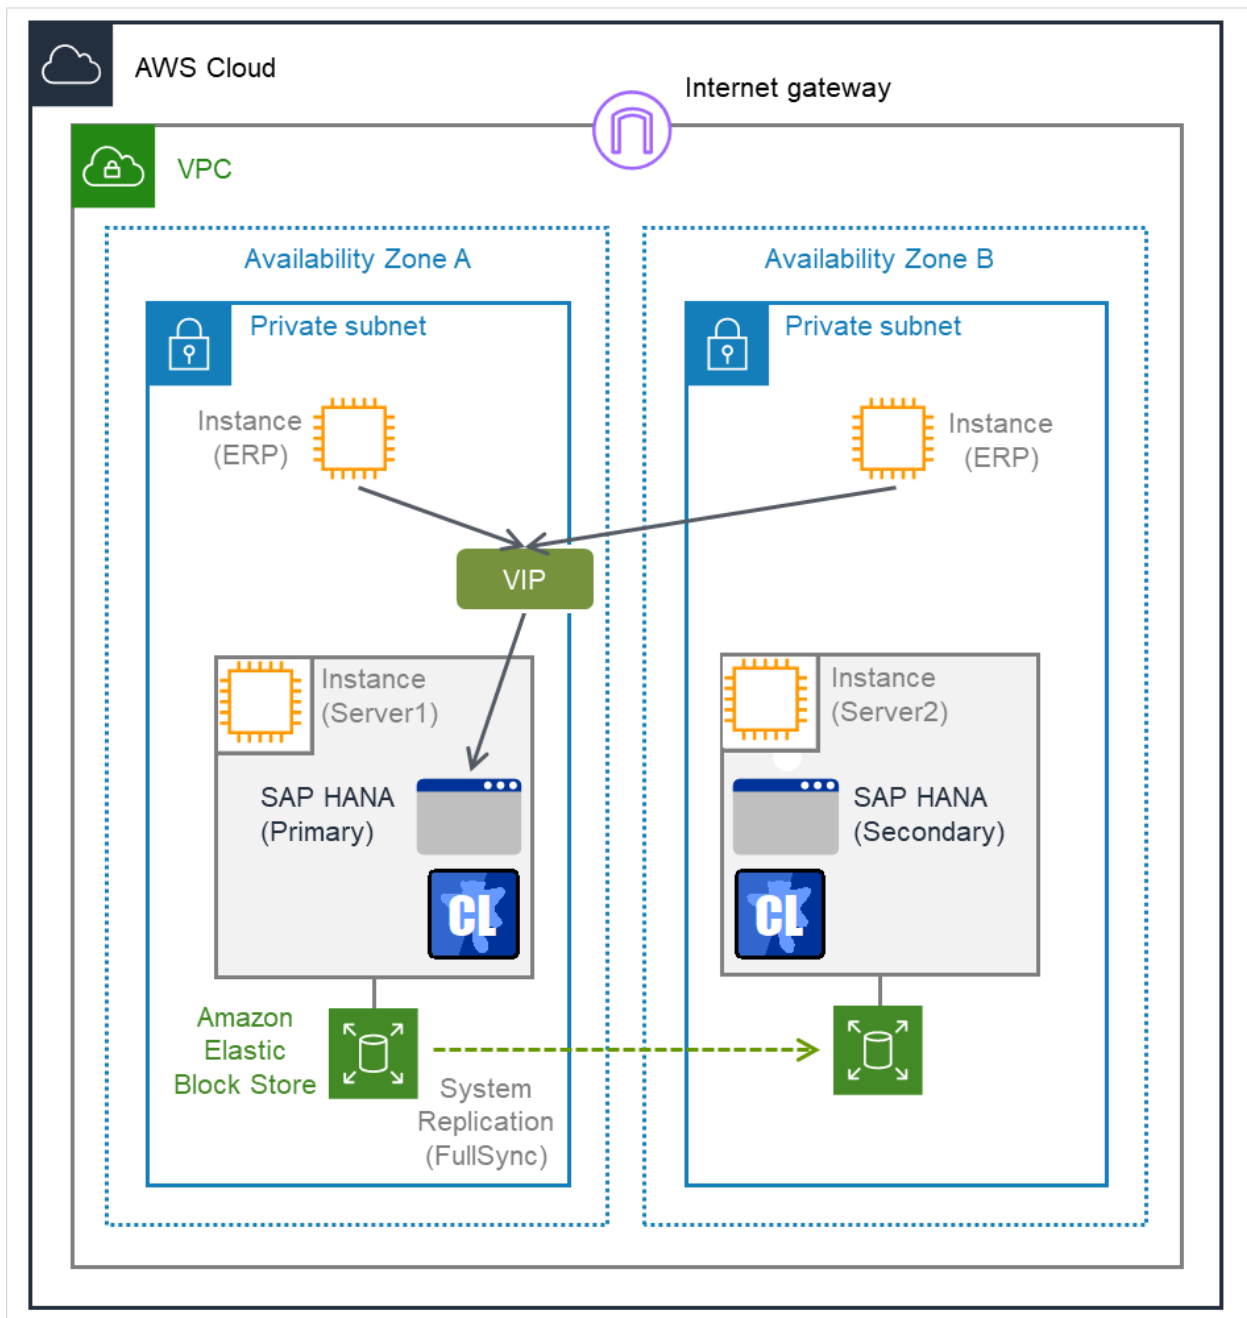 AWS Cloud
Internet gateway
VPC
Availability Zone A
Availability Zone B
Private subnet
Private subnet
Instance
(ERP)
Instance
(ERP)
VIP
Instance
(Server1)
Instance
(Server2)
SAP HANA
(Primary)
SAP HANA
(Secondary)
CL
CL
Amazon
Elastic
Block Store
System
Replication
(FullSync)